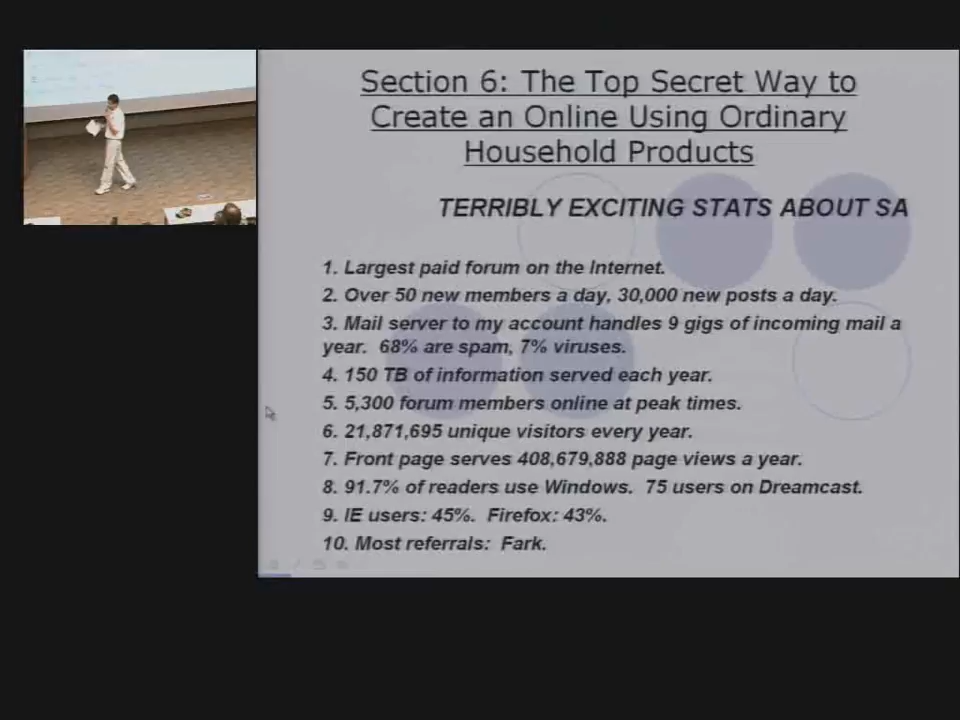 Section 6: The Top Secret Way to
Create an Online Using Ordinary
Household Products
TERRIBLY EXCITING STATS ABOUT SA
1. Largest paid forum on the Internet.
2. Over 50 new members a day, 30,000 new posts a day.
3. Mail server to my account handles 9 gigs of incoming mail a
year. 68% are spam, 7% viruses.
4. 150 TB of information served each year.
5. 5,300 forum members online at peak times.
6. 21,871,695 unique visitors every year.
7. Front page serves 408,679,888 page views a year.
8. 91.7% of readers use Windows. 75 users on Dreamcast.
9. IE users: 45%. Firefox: 43%.
10. Most referrals: Fark.